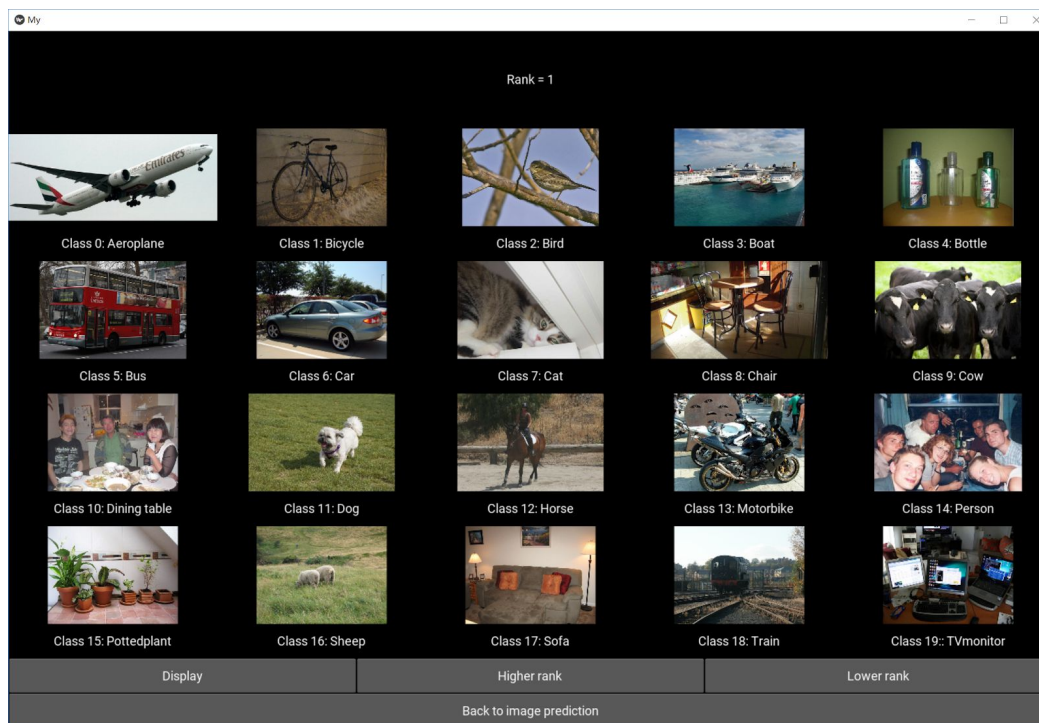 My
Rank = 1
Emirates
Class 0: Aeroplane
Class 1: Bicycle
Class 2: Bird
Class 3: Boat
Class 4: Bottle
Class 5: Bus
Class 6: Car
Class 7: Cat
Class 8: Chair
Class 9: Cow
Class 10: Dining table
Class 11: Dog
Class 12: Horse
Class 13: Motorbike
Class 14: Person
Class 15: Pottedplant
Class 16: Sheep
Class 17: Sofa
Class 18: Train
Class 19:: TVmonitor
Display
Higher rank
Lower rank
Back to image prediction